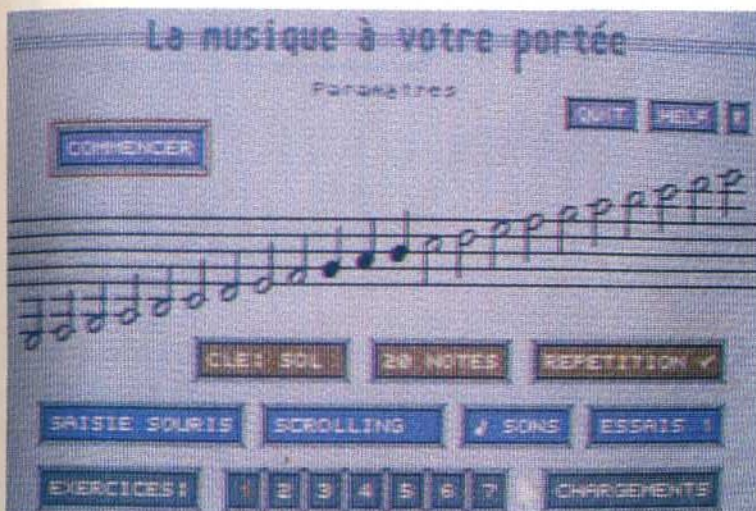 La musique à votre portée
Paramètres
QUIT HELP
COMMENCER
CLE: SOL 20 NOTES REPETITION ✓
SAISIE SOURIS SCROLLING ♪ SONS ESSAIS
EXERCICES: 1 2 3 4 5 6 7 CHARGEMENTS